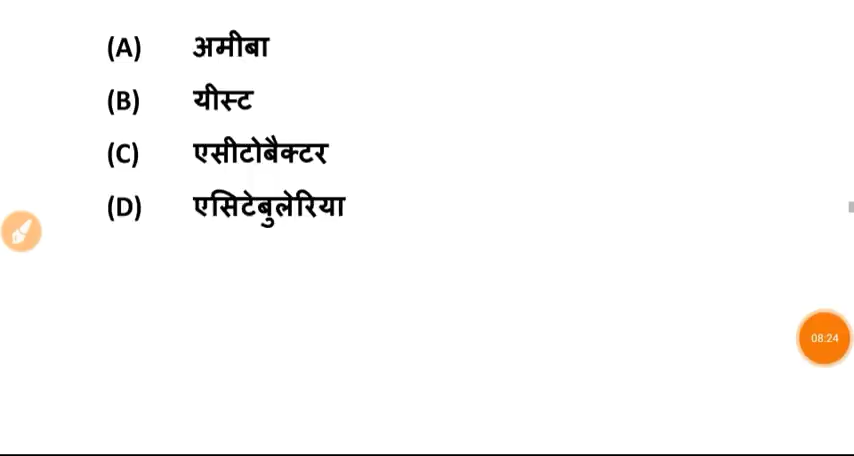 (A) अमीबा
(B) यीस्ट
(C) एसीटोबैक्टर
(D) एसिटेबुलेरिया
08:24